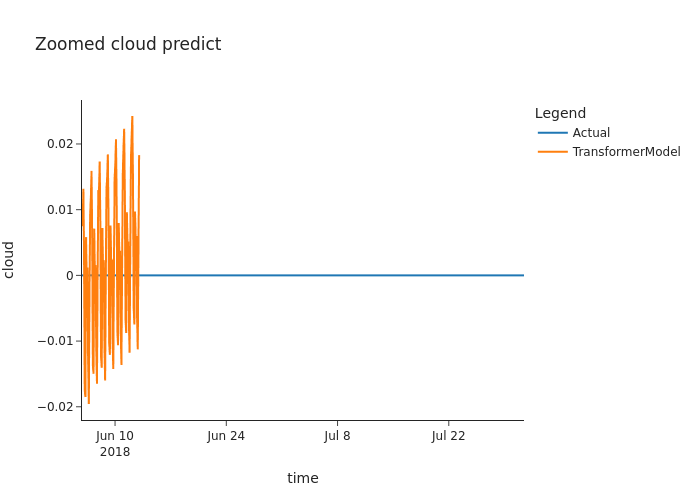 Zoomed cloud predict
Legend
Actual
TransformerModel
cloud
0.02
0.01
0
−0.01
−0.02
Jun 10
2018
Jun 24
Jul 8
Jul 22
time